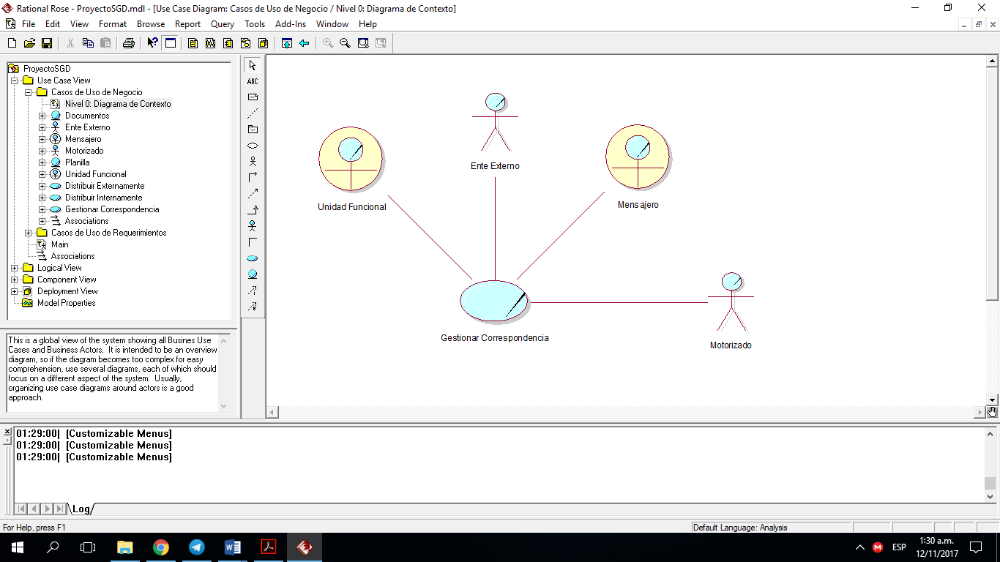 Rational Rose - ProyectoSGD.mdl - [Use Case Diagram: Casos de Uso de Negocio / Nivel 0: Diagrama de Contexto]
File Edit View Format Browse Report Query Tools Add-Ins Window Help
ProyectoSGD
Use Case View
Casos de Uso de Negocio
Nivel 0: Diagrama de Contexto
Documentos
Ente Externo
Mensajero
Motorizado
Planilla
Unidad Funcional
Distribuir Externamente
Distribuir Internamente
Gestionar Correspondencia
Associations
Casos de Uso de Requerimientos
Main
Associations
Logical View
Component View
Deployment View
Model Properties
This is a global view of the system showing all Busines Use
Cases and Business Actors. It is intended to be an overview
diagram, so if the diagram becomes too complex for easy
comprehension, use several diagrams, each of which should
focus on a different aspect of the system. Usually,
organizing use case diagrams around actors is a good
approach.
ABC
Ente Externo
Unidad Funcional
Mensajero
Gestionar Correspondencia
Motorizado
01:29:00| [Customizable Menus]
01:29:00| [Customizable Menus]
01:29:00| [Customizable Menus]
Log
For Help, press F1
Default Language: Analysis
ESP
1:30 a.m.
12/11/2017